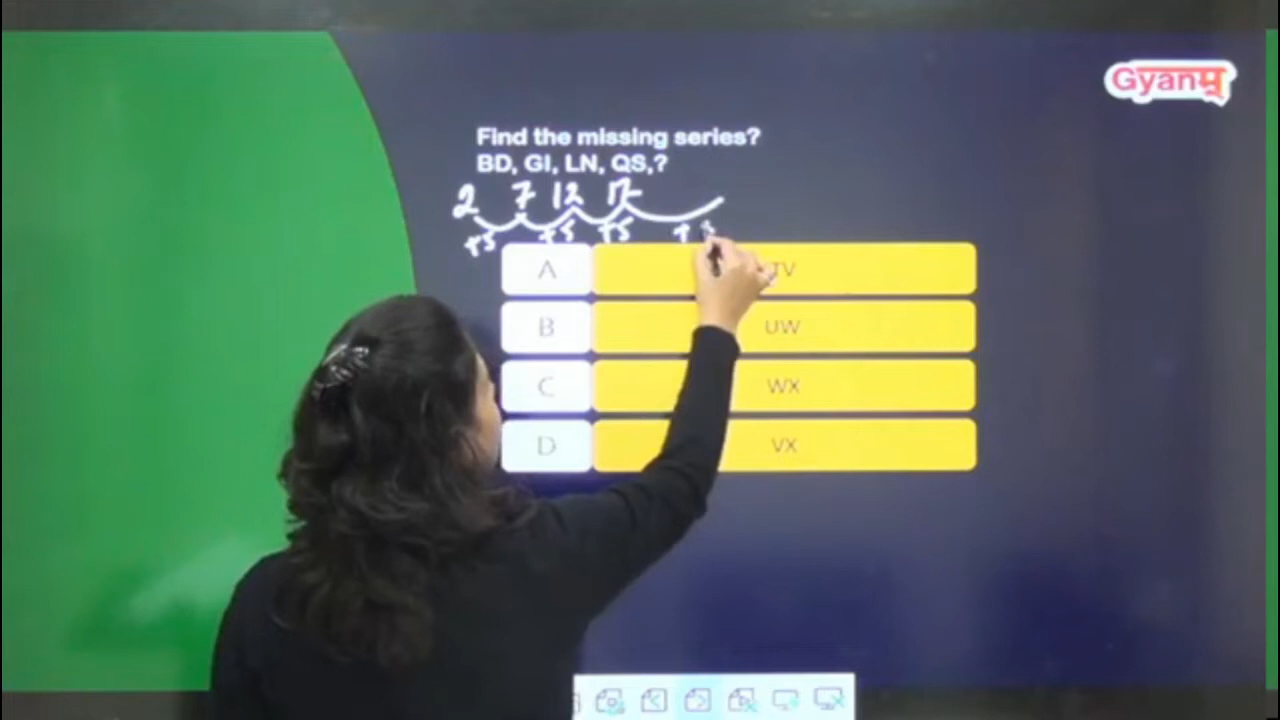 Gyanम्
Find the missing series?
BD, GI, LN, QS,?
2 7 12 17
+5 +5 +5 +5
A TV
B UW
C WX
D VX